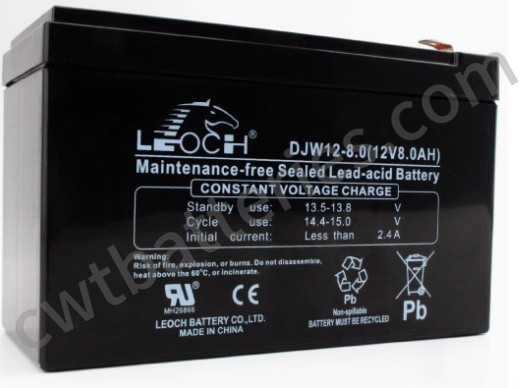 LEOCH®
DJW12-8.0(12V8.0AH)
Maintenance-free Sealed Lead-acid Battery
CONSTANT VOLTAGE CHARGE
Standby use: 13.5-13.8 V
Cycle use: 14.4-15.0 V
Initial current: Less than 2.4A
Warning:
Risk of fire, explosion, or burns. Do not disassemble,
heat above the 60°C, or incinerate.
MH26866
LEOCH BATTERY CO.,LTD.
MADE IN CHINA
CE
Pb
Non-spillable
BATTERY MUST BE RECYCLED
Pb
cwtbatteries.com